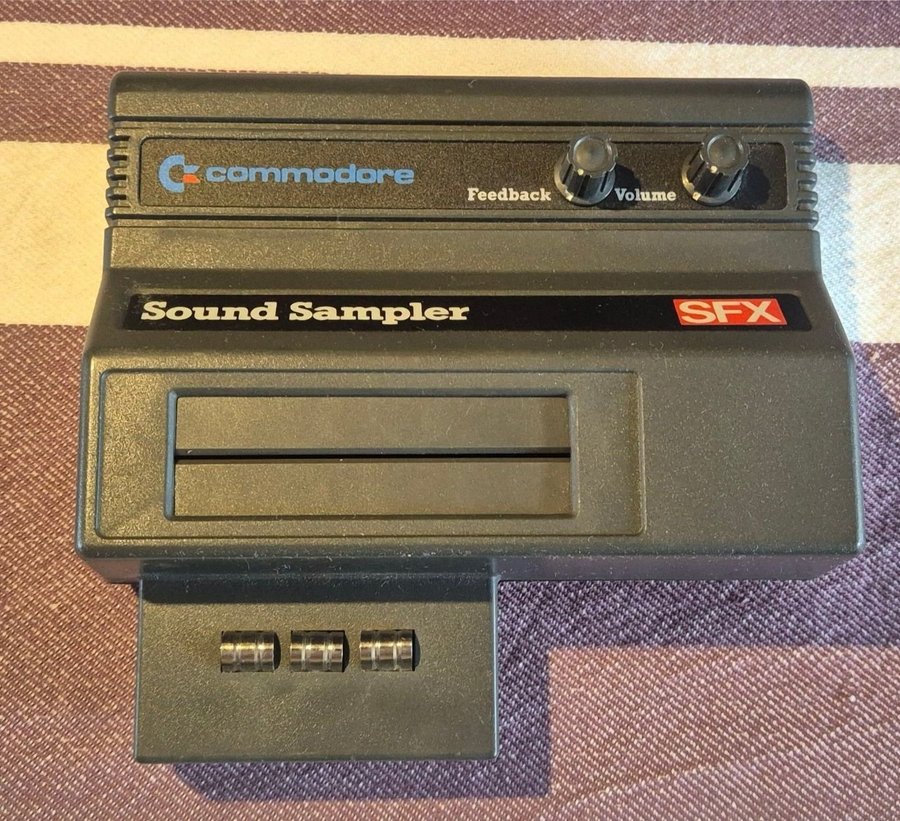 commodore
Feedback Volume
Sound Sampler SFX